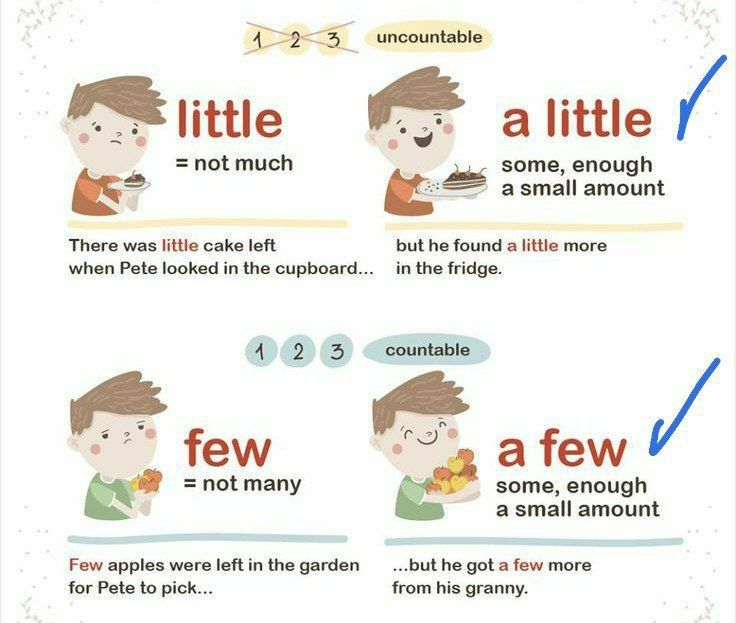 1 2 3 uncountable
little
= not much
a little
some, enough
a small amount
There was little cake left
when Pete looked in the cupboard...
but he found a little more
in the fridge.
1 2 3 countable
few
= not many
a few
some, enough
a small amount
Few apples were left in the garden
for Pete to pick...
...but he got a few more
from his granny.